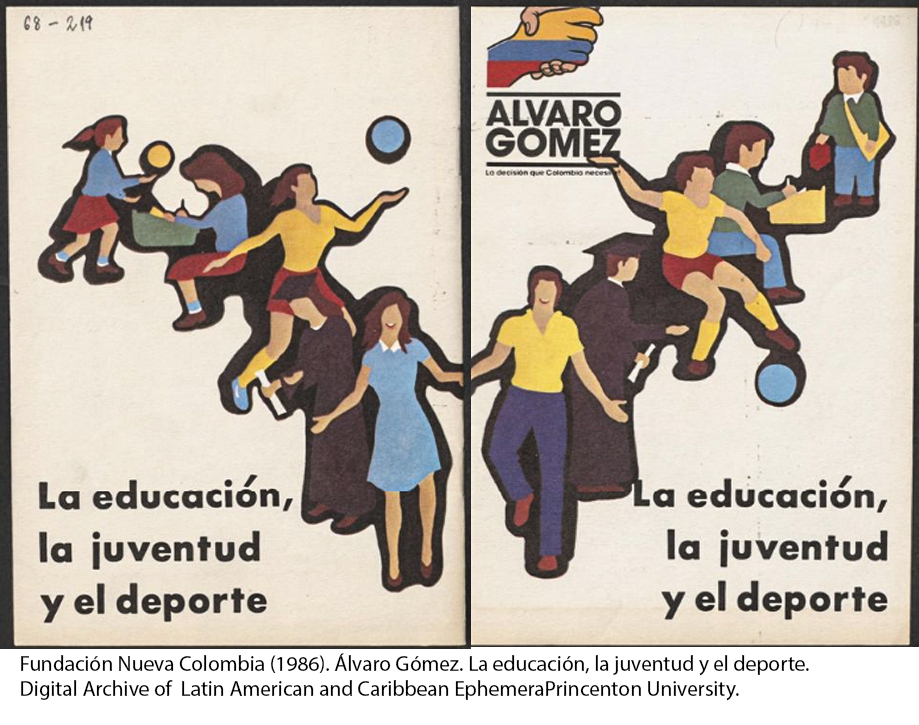 68 - 219
La educación,
la juventud
y el deporte
ALVARO
GOMEZ
La decisión que Colombia necesita!
La educación,
la juventud
y el deporte
Fundación Nueva Colombia (1986). Álvaro Gómez. La educación, la juventud y el deporte.
Digital Archive of Latin American and Caribbean EphemeraPrincenton University.